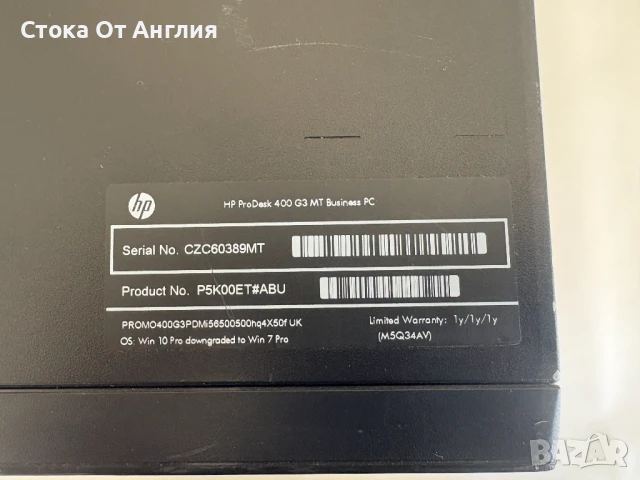 Стока От Англия
hp
HP ProDesk 400 G3 MT Business PC
Serial No. CZC60389MT
Product No. P5K00ET#ABU
PROMO400G3PDMi56500500hq4X50f UK
Limited Warranty: 1y/1y/1y
OS: Win 10 Pro downgraded to Win 7 Pro
(M5Q34AV)
BAZAR